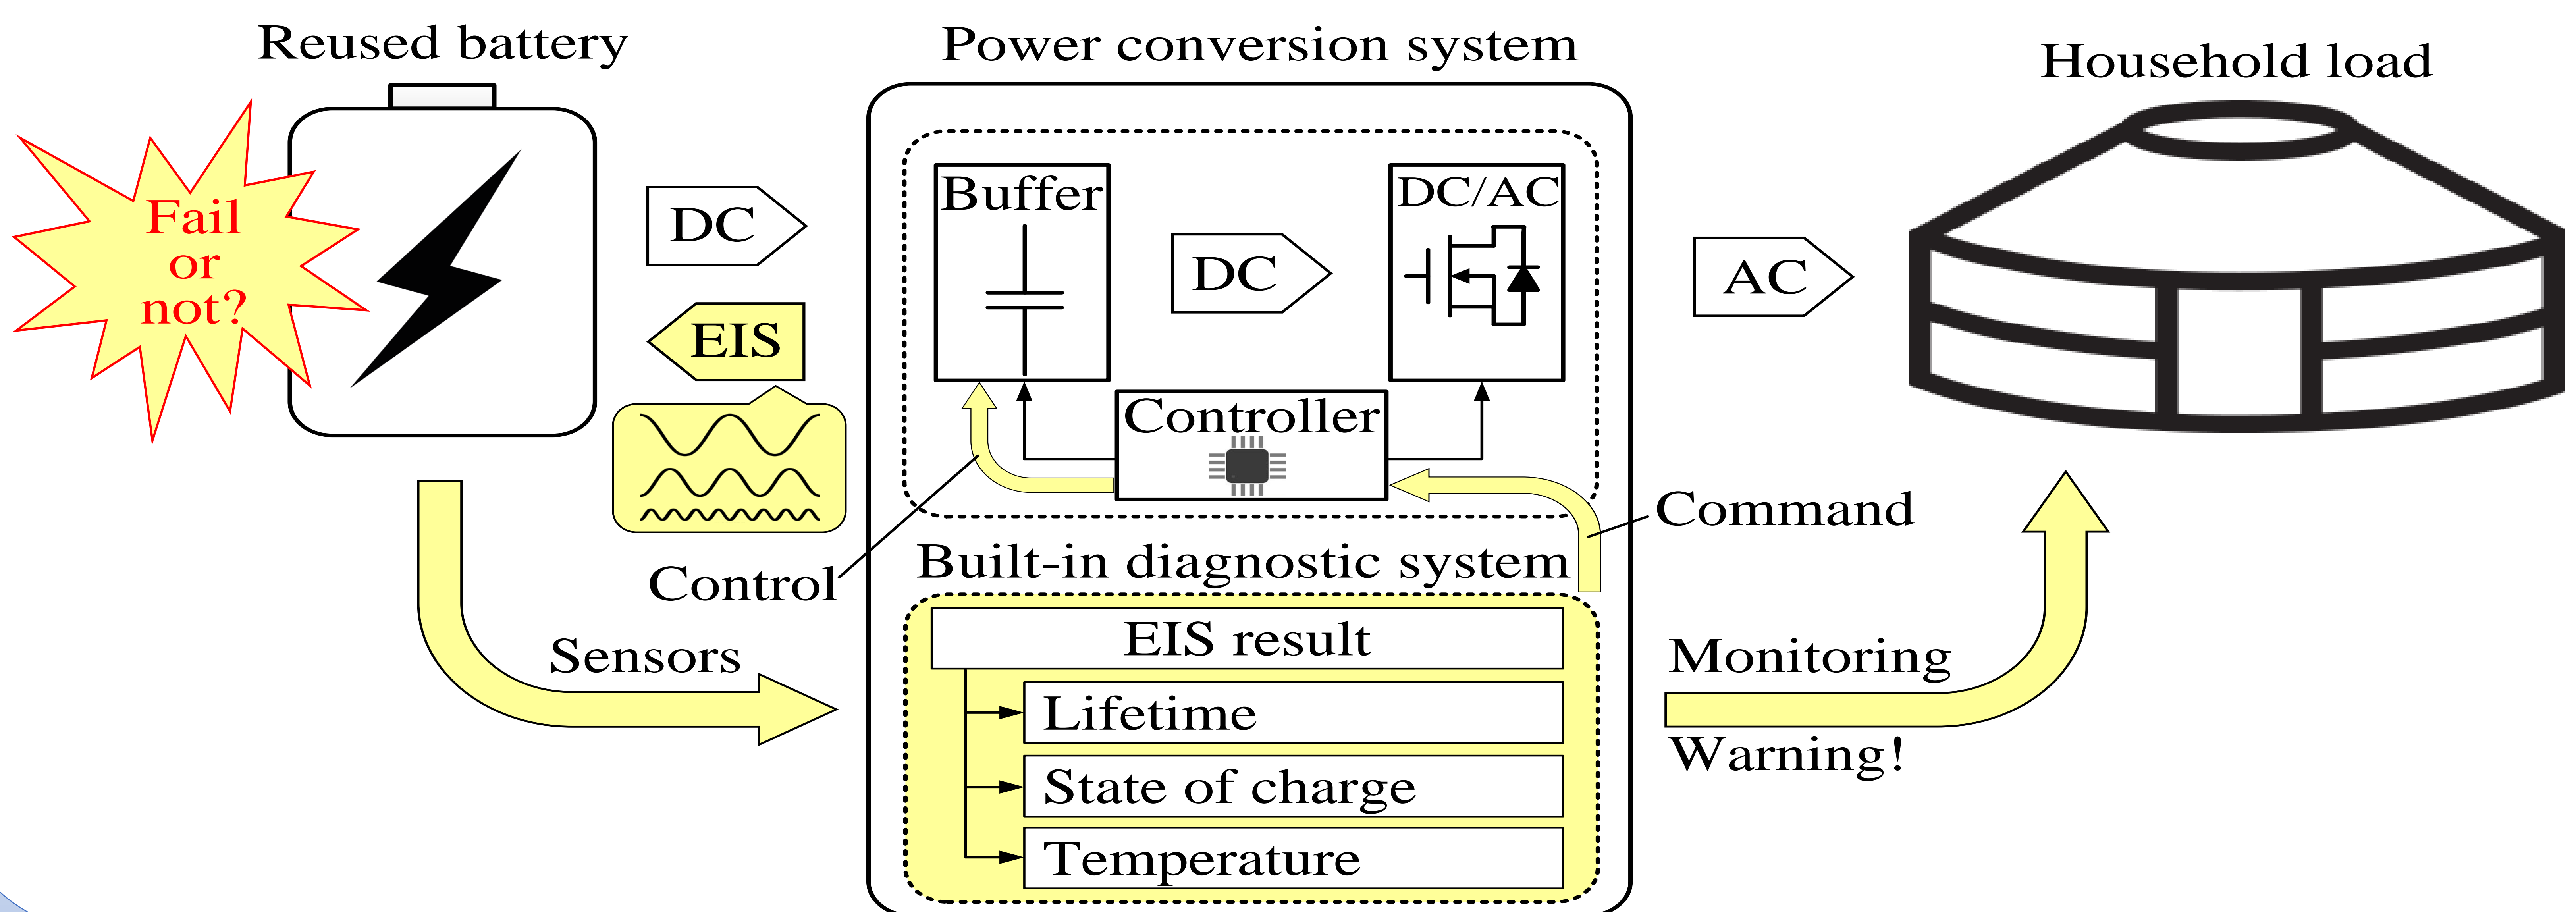 Reused battery
Power conversion system
Household load
Fail
or
not?
DC
EIS
Buffer
DC
DC/AC
AC
Controller
Control
Command
Built-in diagnostic system
Sensors
EIS result
Lifetime
State of charge
Temperature
Monitoring
Warning!